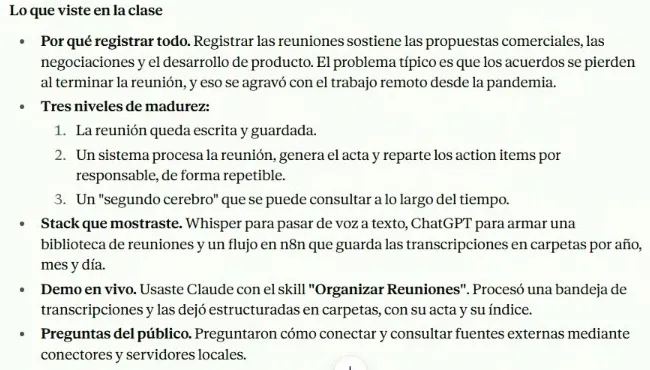 Lo que viste en la clase
• Por qué registrar todo. Registrar las reuniones sostiene las propuestas comerciales, las
negociaciones y el desarrollo de producto. El problema típico es que los acuerdos se pierden
al terminar la reunión, y eso se agravó con el trabajo remoto desde la pandemia.
• Tres niveles de madurez:
1. La reunión queda escrita y guardada.
2. Un sistema procesa la reunión, genera el acta y reparte los action items por
responsable, de forma repetible.
3. Un "segundo cerebro" que se puede consultar a lo largo del tiempo.
• Stack que mostraste. Whisper para pasar de voz a texto, ChatGPT para armar una
biblioteca de reuniones y un flujo en n8n que guarda las transcripciones en carpetas por año,
mes y día.
• Demo en vivo. Usaste Claude con el skill "Organizar Reuniones". Procesó una bandeja de
transcripciones y las dejó estructuradas en carpetas, con su acta y su índice.
• Preguntas del público. Preguntaron cómo conectar y consultar fuentes externas mediante
conectores y servidores locales.